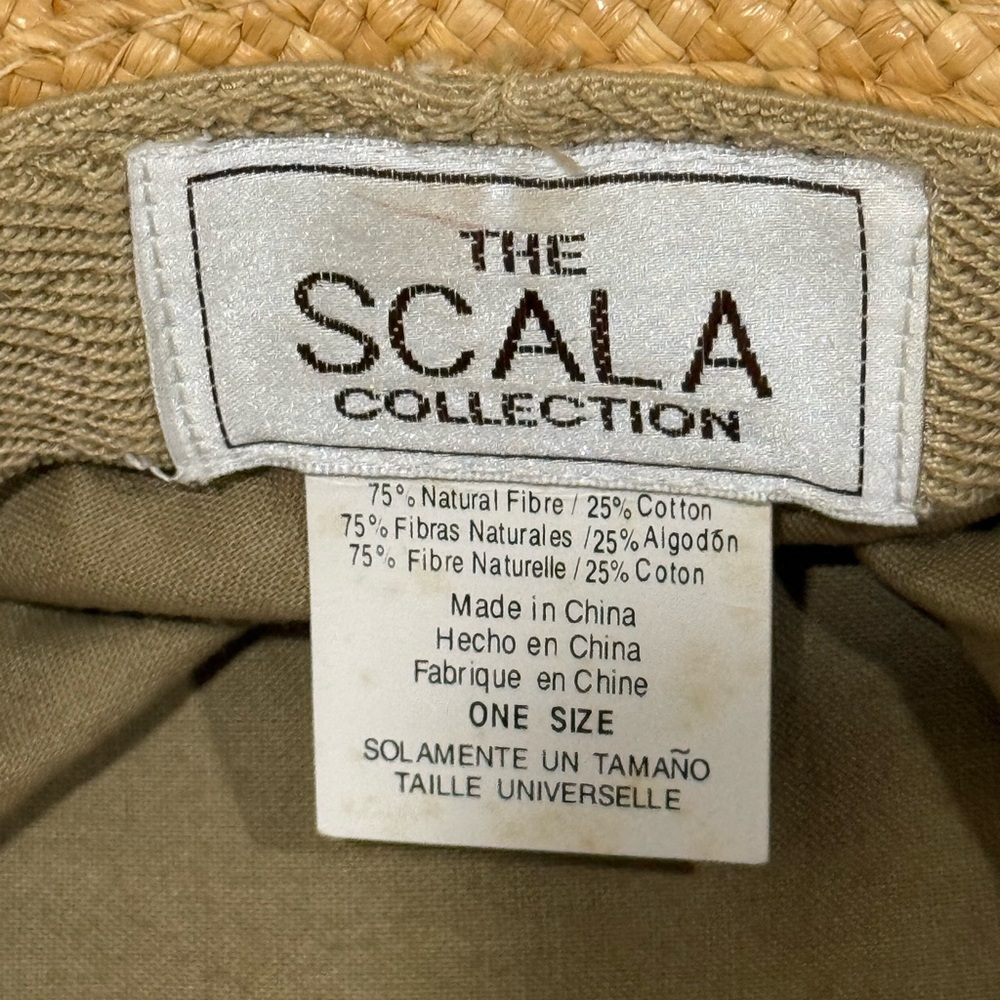 THE
SCALA
COLLECTION
75% Natural Fibre / 25% Cotton
75% Fibras Naturales /25% Algodón
75% Fibre Naturelle / 25% Coton
Made in China
Hecho en China
Fabrique en Chine
ONE SIZE
SOLAMENTE UN TAMAÑO
TAILLE UNIVERSELLE